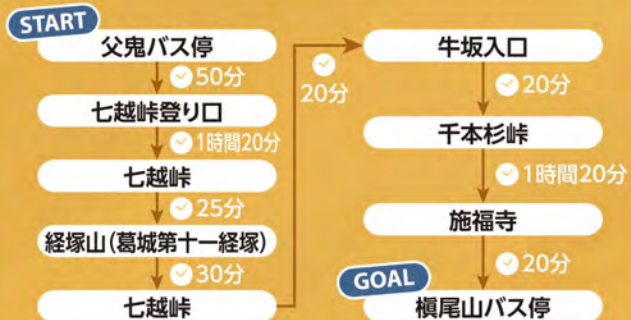 START
父鬼バス停
50分
七越峠登り口
1時間20分
七越峠
25分
経塚山(葛城第十一経塚)
30分
七越峠
20分
牛坂入口
20分
千本杉峠
1時間20分
施福寺
20分
GOAL
槇尾山バス停